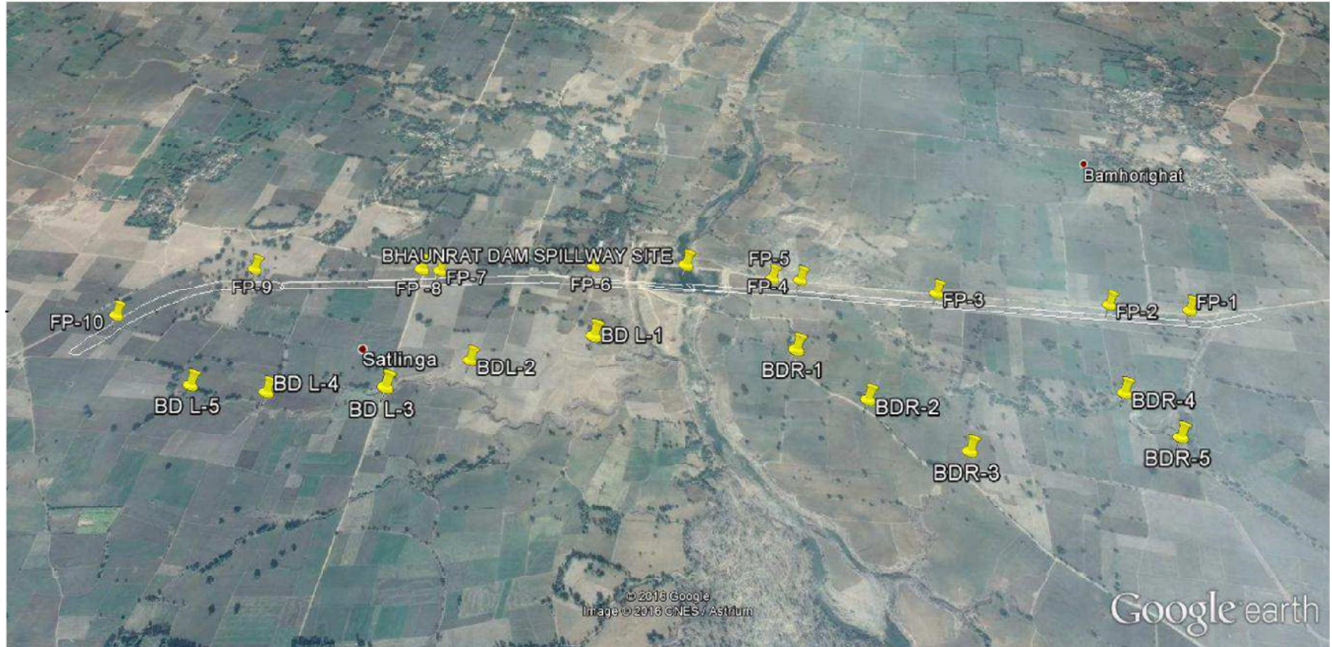 Bamhorighat
BHAUNRAT DAM SPILLWAY SITE
FP-5
FP-9
FP -8
FP-7
FP-6
FP-4
FP-3
FP-2
FP-1
FP-10
BD L-1
BDR-1
Satlinga
BDL-2
BD L-5
BD L-4
BD L-3
BDR-2
BDR-4
BDR-3
BDR-5
© 2016 Google
Image © 2016 CNES / Astrium
Google earth